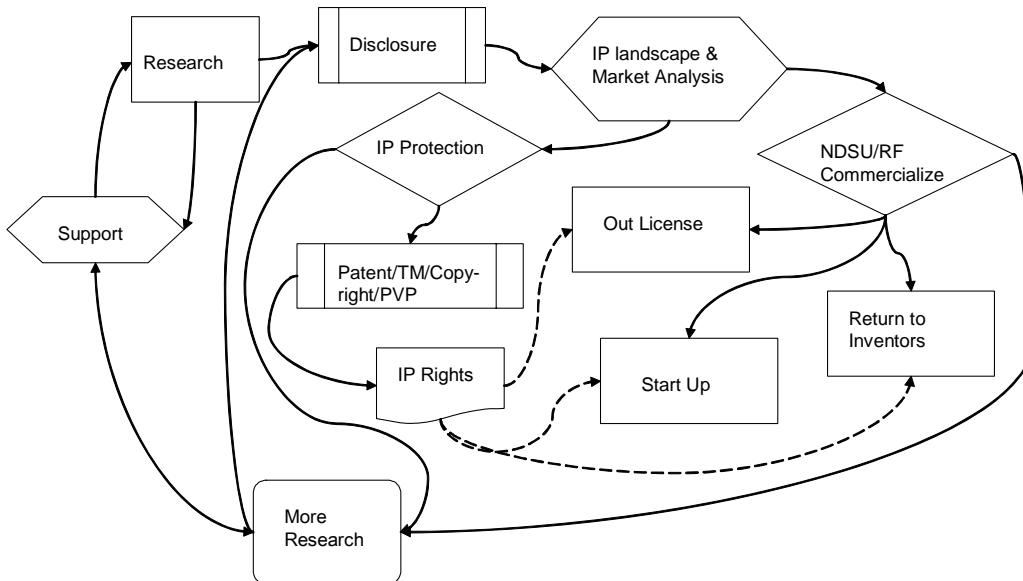 Research
Disclosure
IP landscape &
Market Analysis
IP Protection
NDSU/RF
Commercialize
Support
Out License
Patent/TM/Copy-
right/PVP
Return to
Inventors
IP Rights
Start Up
More
Research